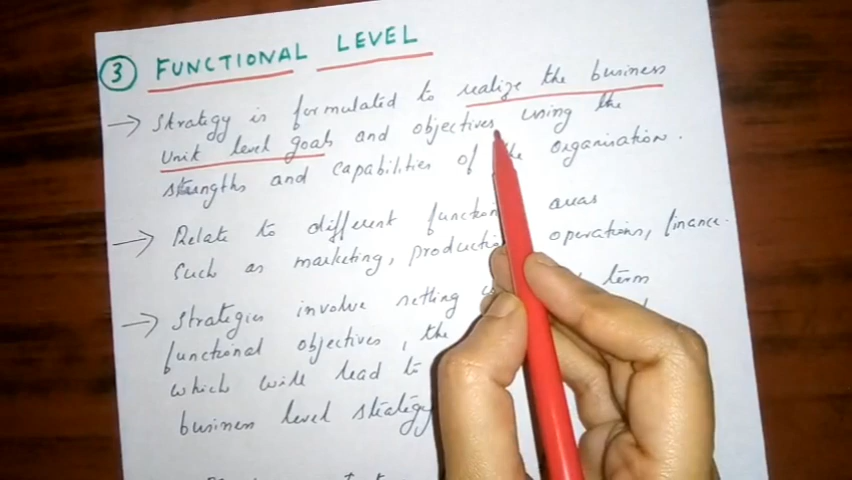 3 FUNCTIONAL LEVEL
→ Strategy is formulated to realize the business
unit level goals and objectives using the
strengths and capabilities of the organisation.
→ Relate to different function areas
such as marketing, production operations, finance.
→ Strategies involve setting term
functional objectives, the
which will lead to
business level strategy